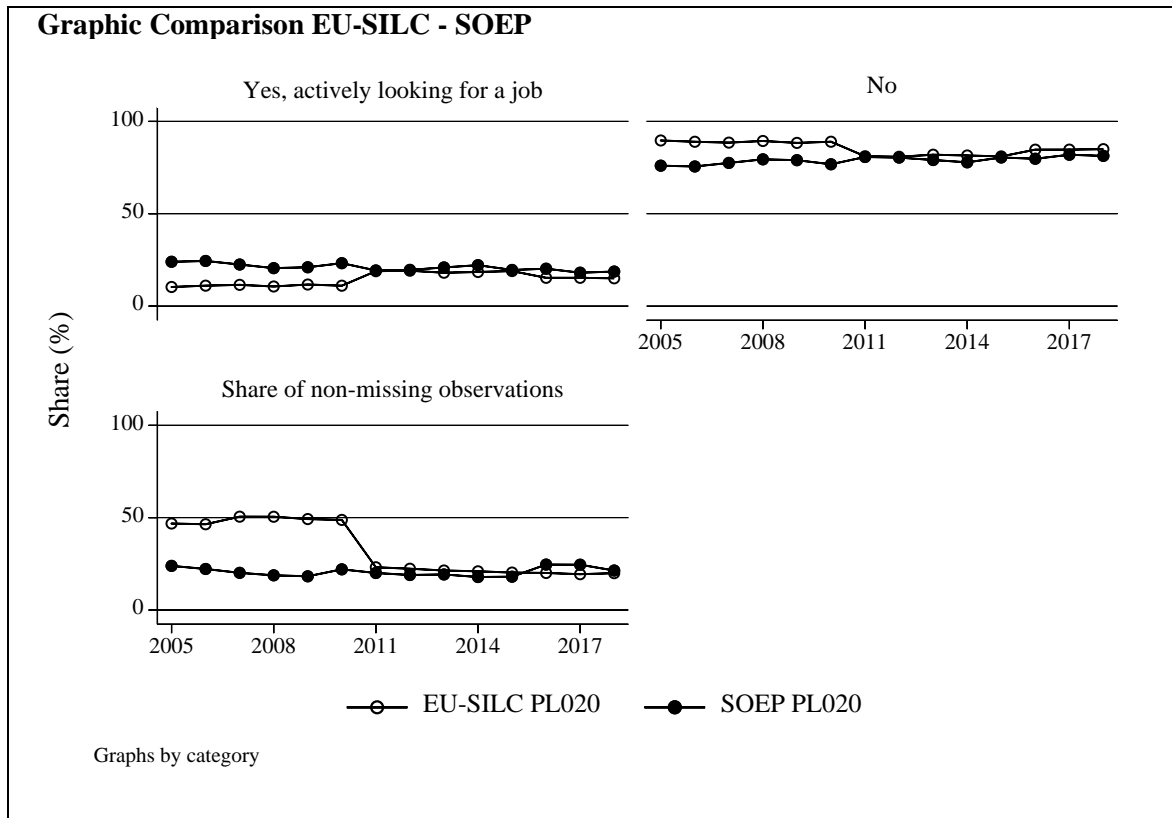 Graphic Comparison EU-SILC - SOEP
Yes, actively looking for a job
No
100
50
0
2005 2008 2011 2014 2017
Share of non-missing observations
100
50
0
2005 2008 2011 2014 2017
Share (%)
EU-SILC PL020 SOEP PL020
Graphs by category